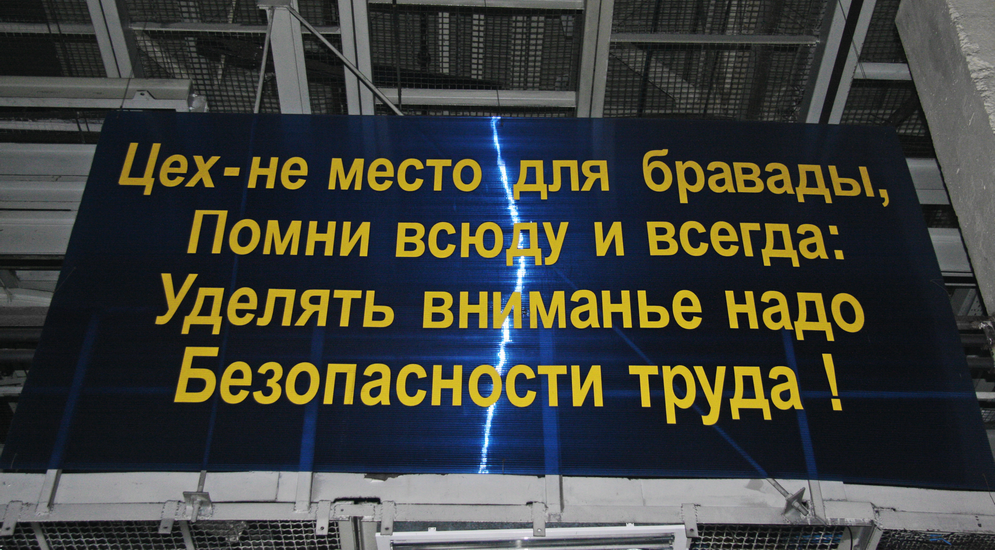 Цех-не место для бравады,
Помни всюду и всегда:
Уделять вниманье надо
Безопасности труда !